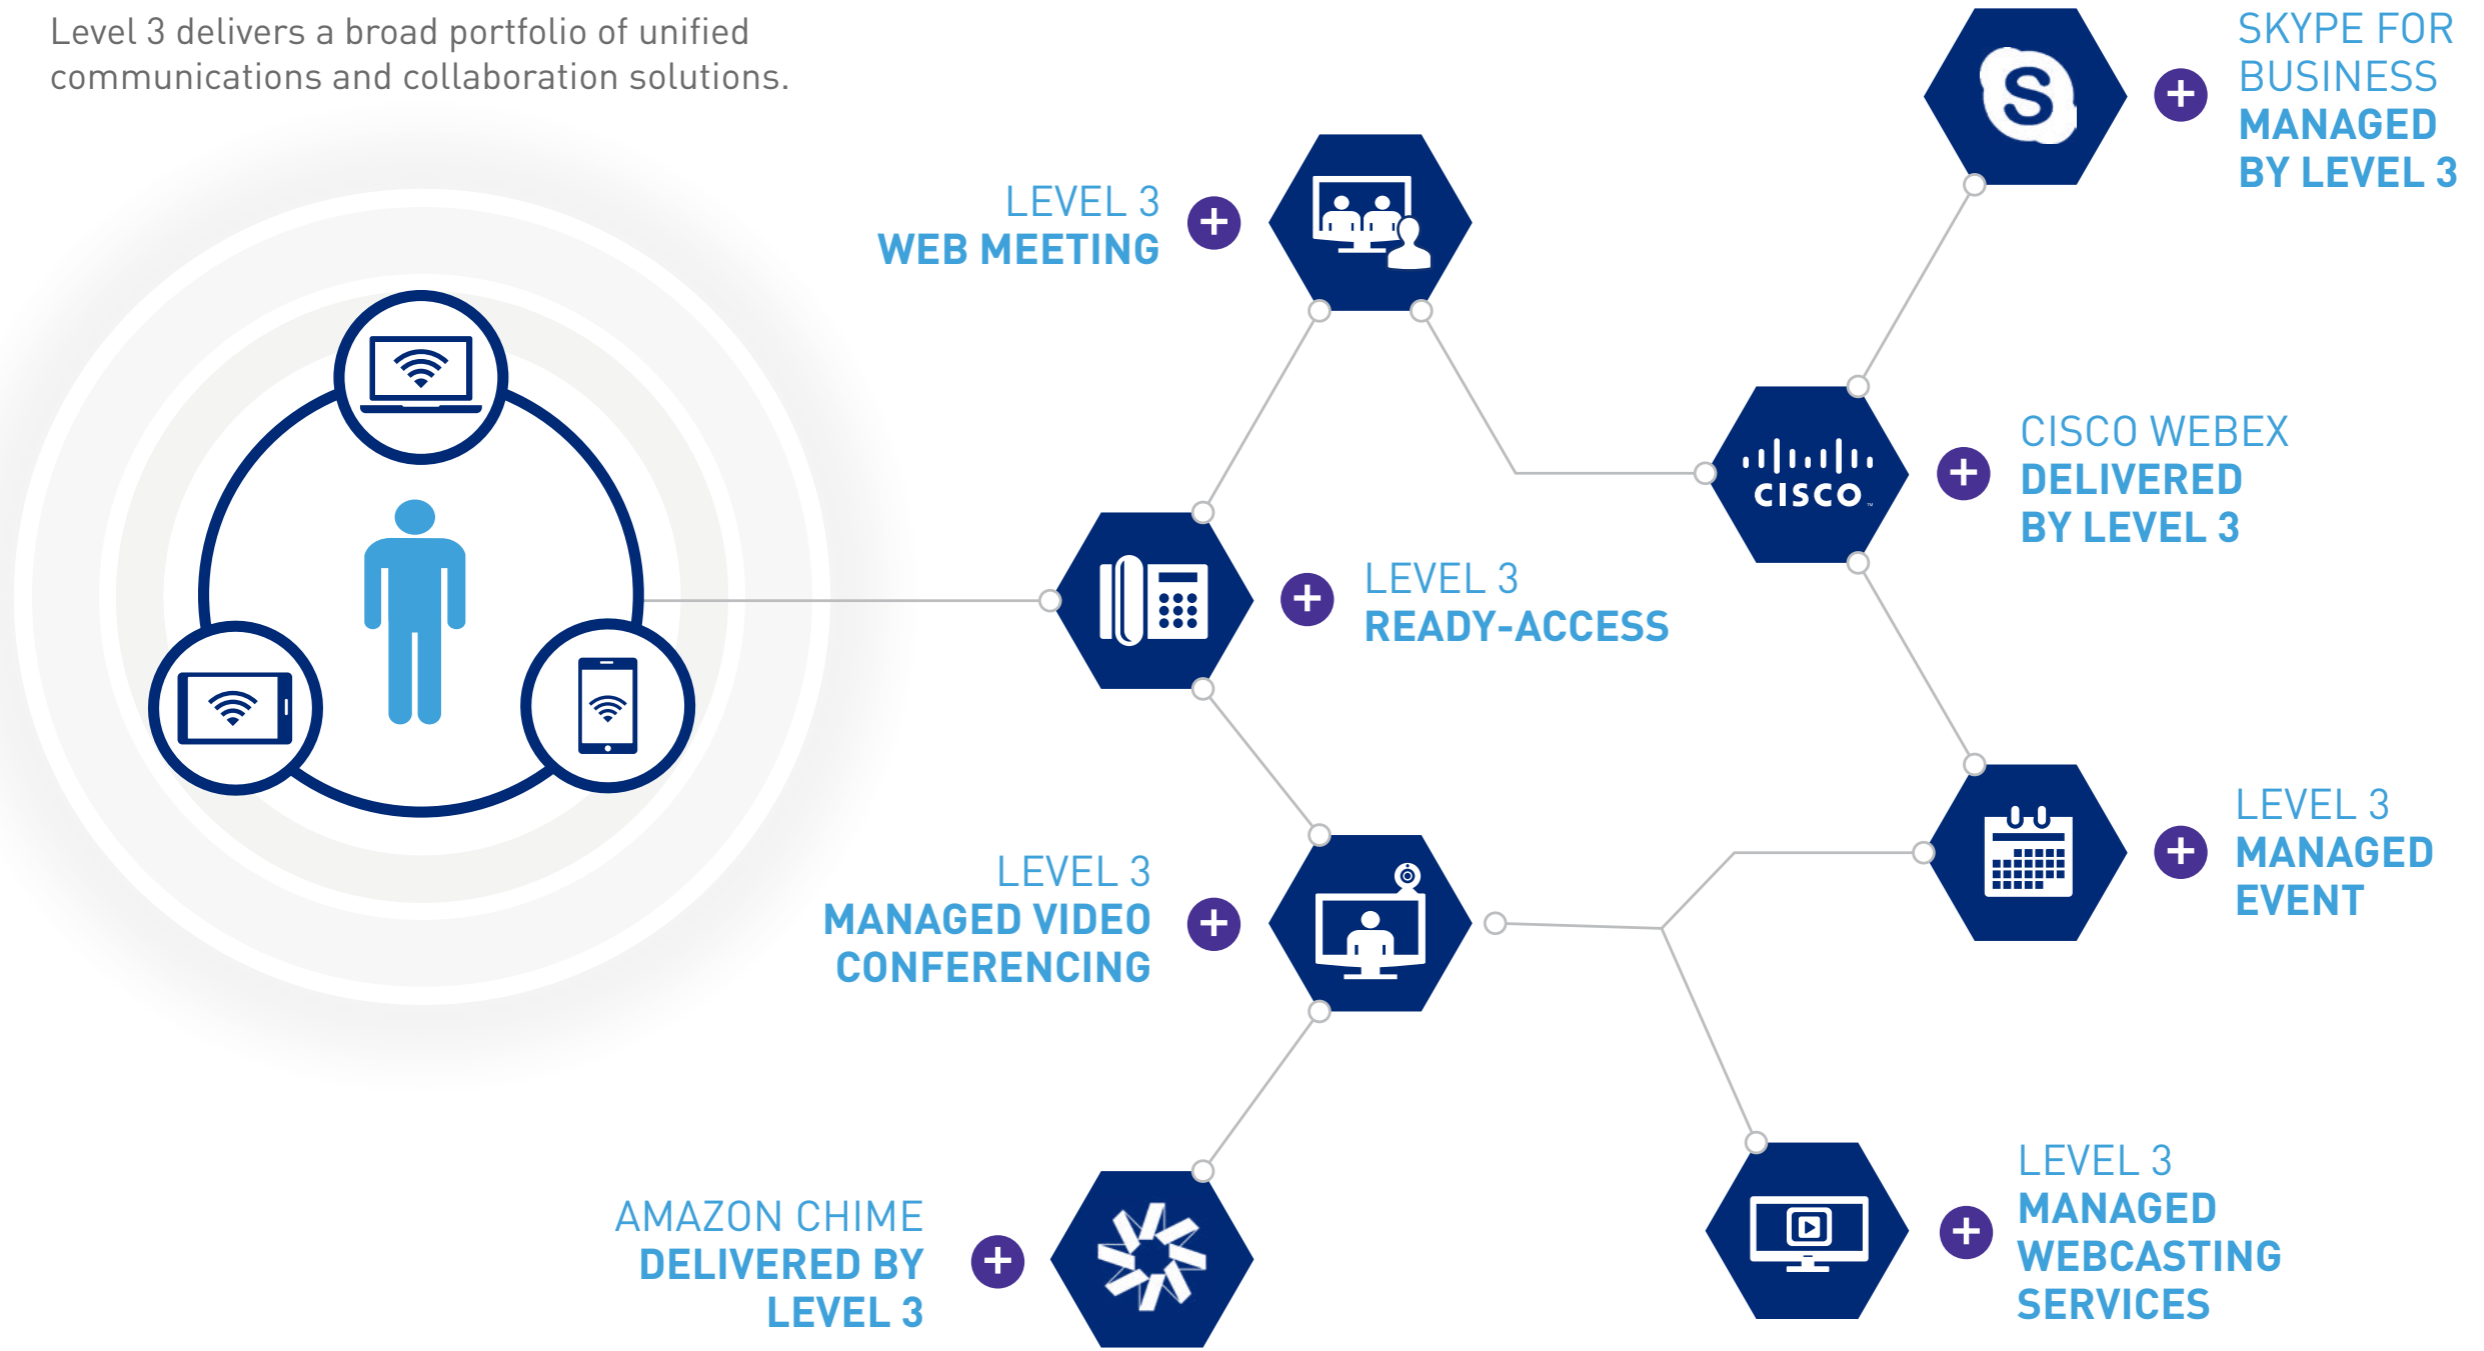 Level 3 delivers a broad portfolio of unified
communications and collaboration solutions.
SKYPE FOR
BUSINESS
MANAGED
BY LEVEL 3
S
LEVEL 3
WEB MEETING
CISCO
™
CISCO WEBEX
DELIVERED
BY LEVEL 3
LEVEL 3
READY-ACCESS
LEVEL 3
MANAGED VIDEO
CONFERENCING
LEVEL 3
MANAGED
EVENT
AMAZON CHIME
DELIVERED BY
LEVEL 3
LEVEL 3
MANAGED
WEBCASTING
SERVICES